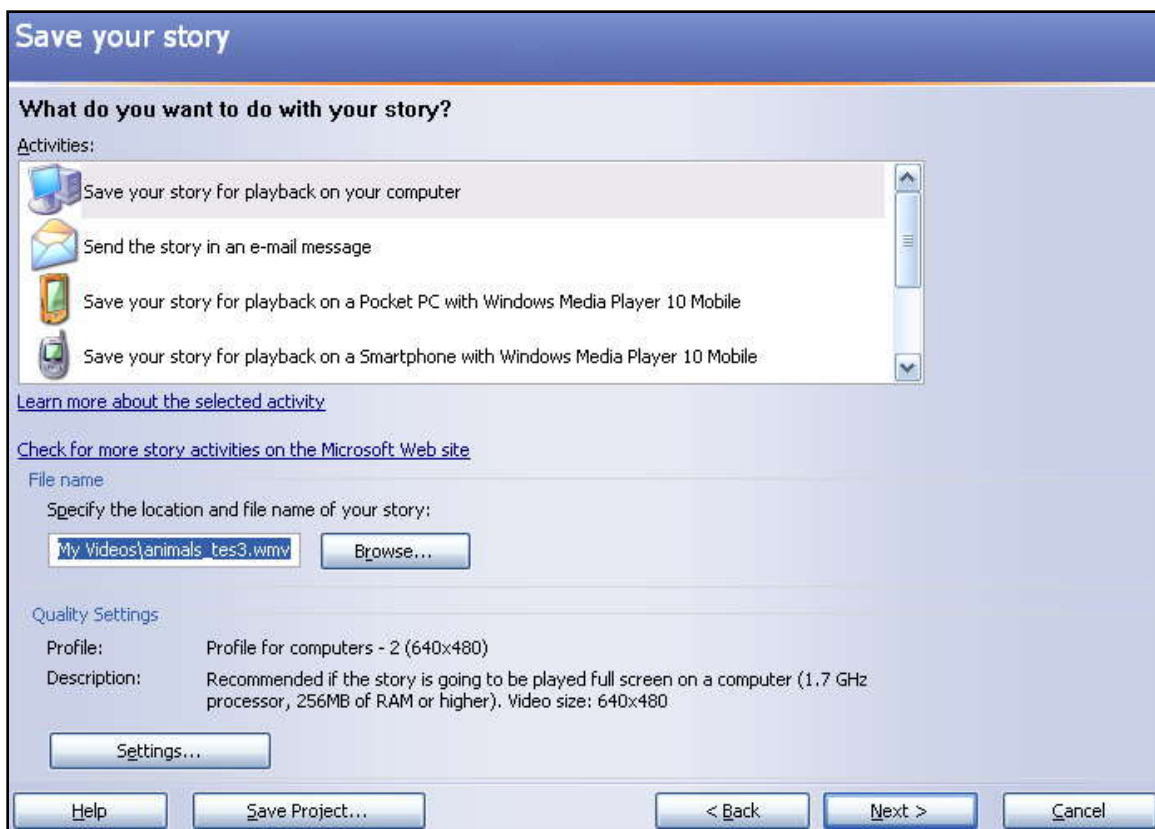 Save your story
What do you want to do with your story?
Activities:
Save your story for playback on your computer
Send the story in an e-mail message
Save your story for playback on a Pocket PC with Windows Media Player 10 Mobile
Save your story for playback on a Smartphone with Windows Media Player 10 Mobile
Learn more about the selected activity
Check for more story activities on the Microsoft Web site
File name
Specify the location and file name of your story:
My Videos\animals_tes3.wmv
Browse...
Quality Settings
Profile: Profile for computers - 2 (640x480)
Description: Recommended if the story is going to be played full screen on a computer (1.7 GHz
processor, 256MB of RAM or higher). Video size: 640x480
Settings...
Help Save Project... < Back Next > Cancel